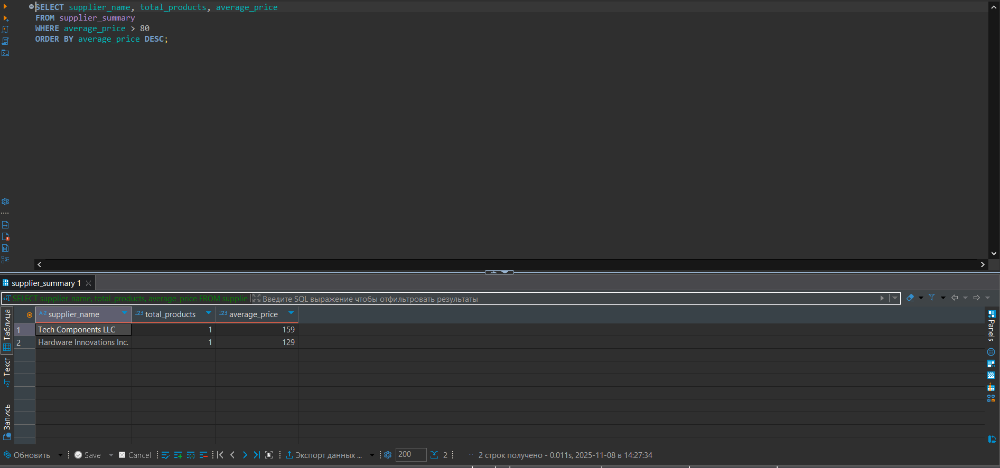 SELECT supplier_name, total_products, average_price
FROM supplier_summary
WHERE average_price > 80
ORDER BY average_price DESC;
supplier_summary 1
SELECT supplier_name, total_products, average_price FROM supplie
Введите SQL выражение чтобы отфильтровать результаты
A-Z supplier_name 123 total_products 123 average_price
1 Tech Components LLC 1 159
2 Hardware Innovations Inc. 1 129
Таблица
Текст
Запись
Panels
Обновить Save Cancel Экспорт данных ... 200 2 2 строк получено - 0.011s, 2025-11-08 в 14:27:34